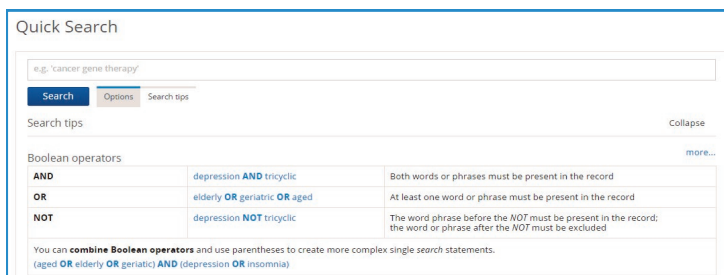 Quick Search
e.g. 'cancer gene therapy'
Search Options Search tips
Search tips Collapse
Boolean operators more...
AND depression AND tricyclic Both words or phrases must be present in the record
OR elderly OR geriatric OR aged At least one word or phrase must be present in the record
NOT depression NOT tricyclic The word phrase before the NOT must be present in the record;
the word or phrase after the NOT must be excluded
You can combine Boolean operators and use parentheses to create more complex single search statements.
(aged OR elderly OR geriatic) AND (depression OR insomnia)